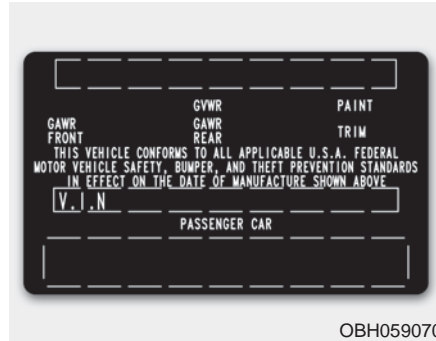 GVWR PAINT
GAWR FRONT GAWR REAR TRIM
THIS VEHICLE CONFORMS TO ALL APPLICABLE U.S.A. FEDERAL
MOTOR VEHICLE SAFETY, BUMPER, AND THEFT PREVENTION STANDARDS
IN EFFECT ON THE DATE OF MANUFACTURE SHOWN ABOVE
V.I.N
PASSENGER CAR
OBH059070